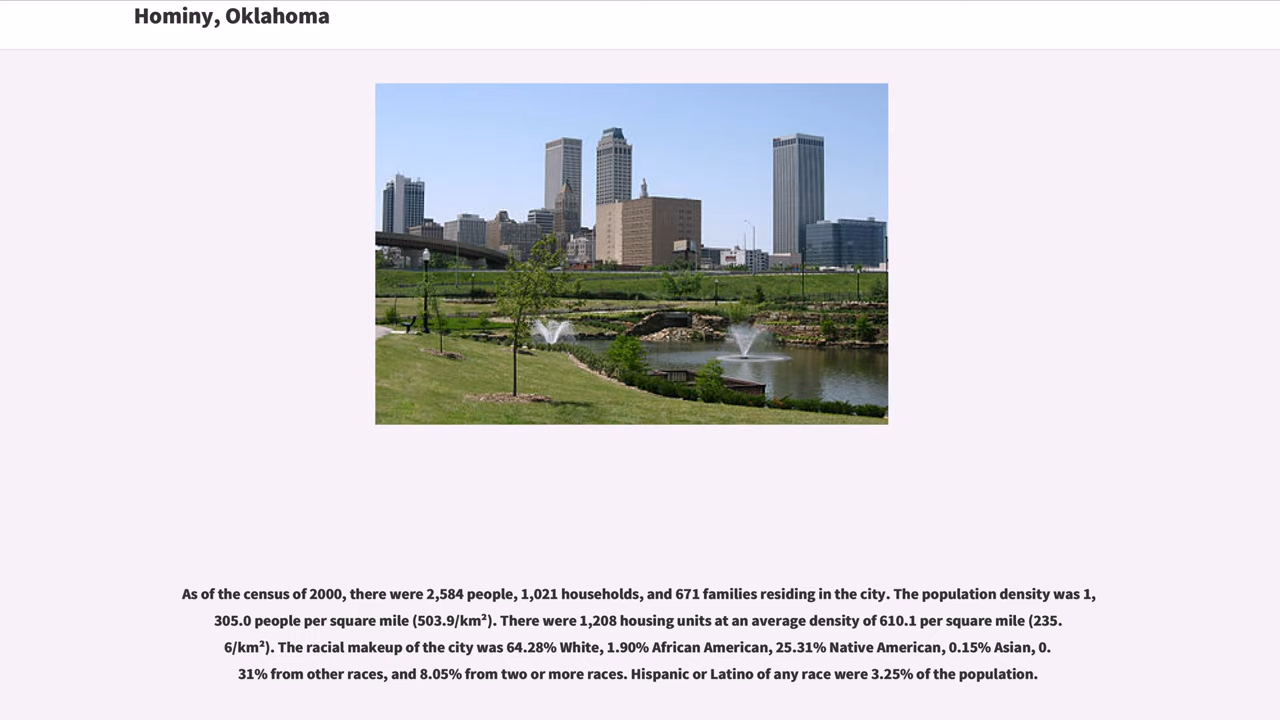 Hominy, Oklahoma
As of the census of 2000, there were 2,584 people, 1,021 households, and 671 families residing in the city. The population density was 1,
305.0 people per square mile (503.9/km²). There were 1,208 housing units at an average density of 610.1 per square mile (235.
6/km²). The racial makeup of the city was 64.28% White, 1.90% African American, 25.31% Native American, 0.15% Asian, 0.
31% from other races, and 8.05% from two or more races. Hispanic or Latino of any race were 3.25% of the population.